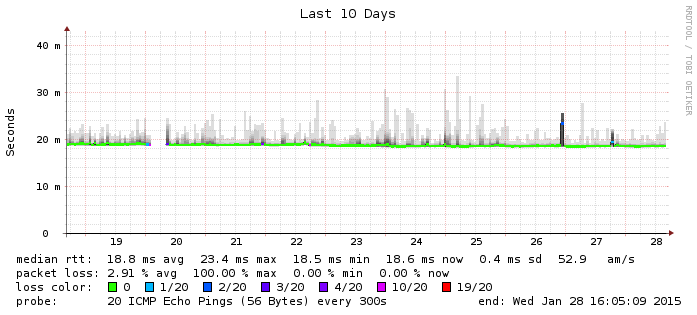 Last 10 Days
RRDTOOL / TOBI OETIKER
Seconds
40 m
30 m
20 m
10 m
0
19 20 21 22 23 24 25 26 27 28
median rtt: 18.8 ms avg 23.4 ms max 18.5 ms min 18.6 ms now 0.4 ms sd 52.9 am/s
packet loss: 2.91 % avg 100.00 % max 0.00 % min 0.00 % now
loss color: 0 1/20 2/20 3/20 4/20 10/20 19/20
probe: 20 ICMP Echo Pings (56 Bytes) every 300s end: Wed Jan 28 16:05:09 2015